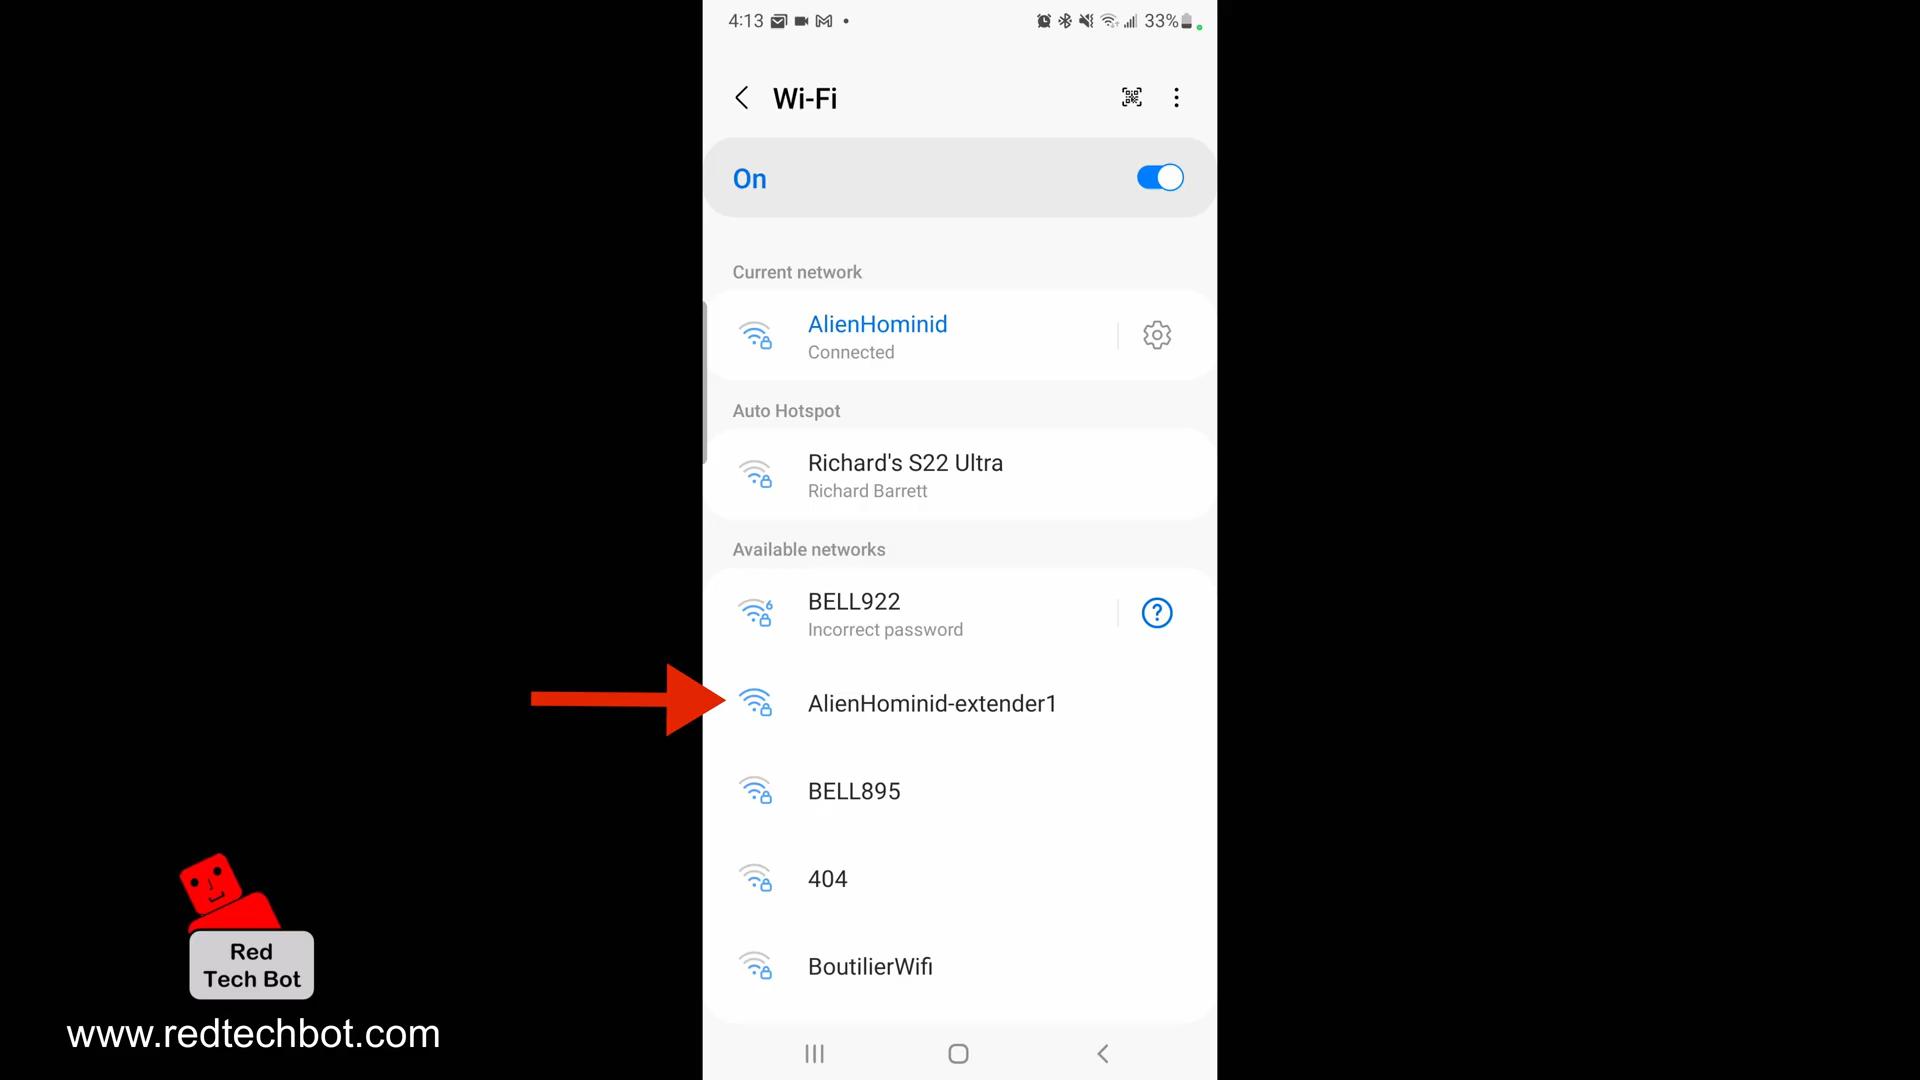 4:13
33%
Wi-Fi
On
Current network
AlienHominid
Connected
Auto Hotspot
Richard's S22 Ultra
Richard Barrett
Available networks
6
BELL922
Incorrect password
?
AlienHominid-extender1
BELL895
404
BoutilierWifi
Red
Tech Bot
www.redtechbot.com